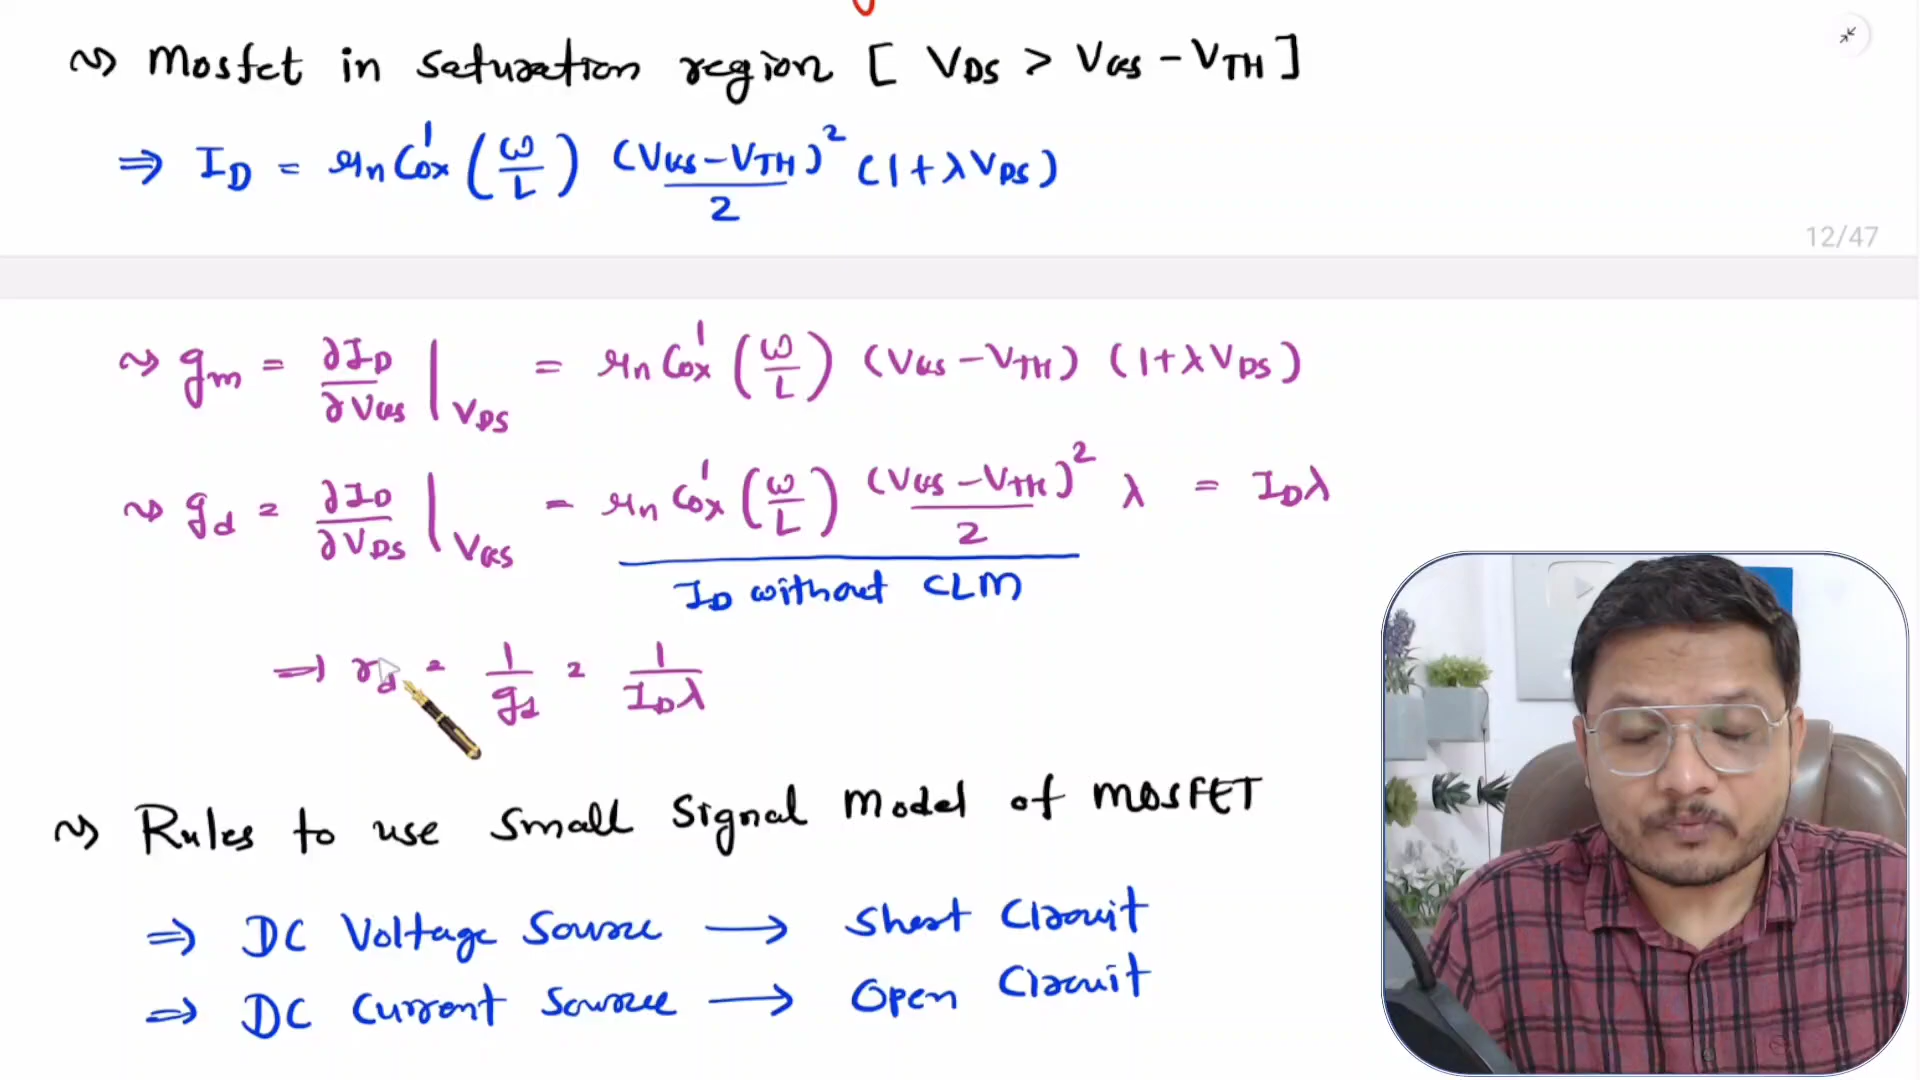 ~> Mosfet in saturation region [ VDS > VGS - VTH ]
⇒ ID = μn Cox' (W/L) (VGS - VTH)²/2 (1 + λVDS)
12/47
~> gm = ∂ID/∂VGS |VDS = μn Cox' (W/L) (VGS - VTH) (1 + λVDS)
~> gd = ∂ID/∂VDS |VGS = μn Cox' (W/L) (VGS - VTH)²/2 λ = IDλ
ID without CLM
⇒ rd = 1/gd = 1/IDλ
~> Rules to use small signal model of MOSFET
⇒ DC Voltage Source → Short Circuit
⇒ DC Current Source → Open Circuit